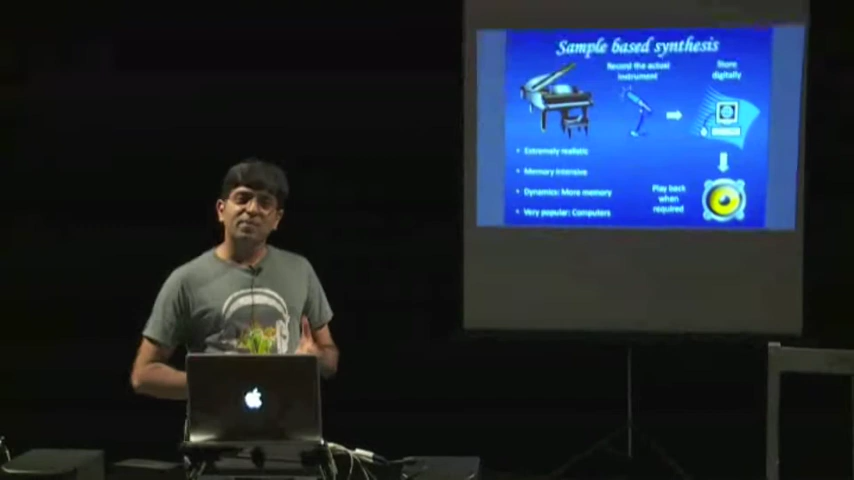 Sample based synthesis
Record the actual
instrument
Store
digitally
• Extremely realistic
• Memory intensive
• Dynamics: More memory
• Very popular: Computers
Play back
when
required